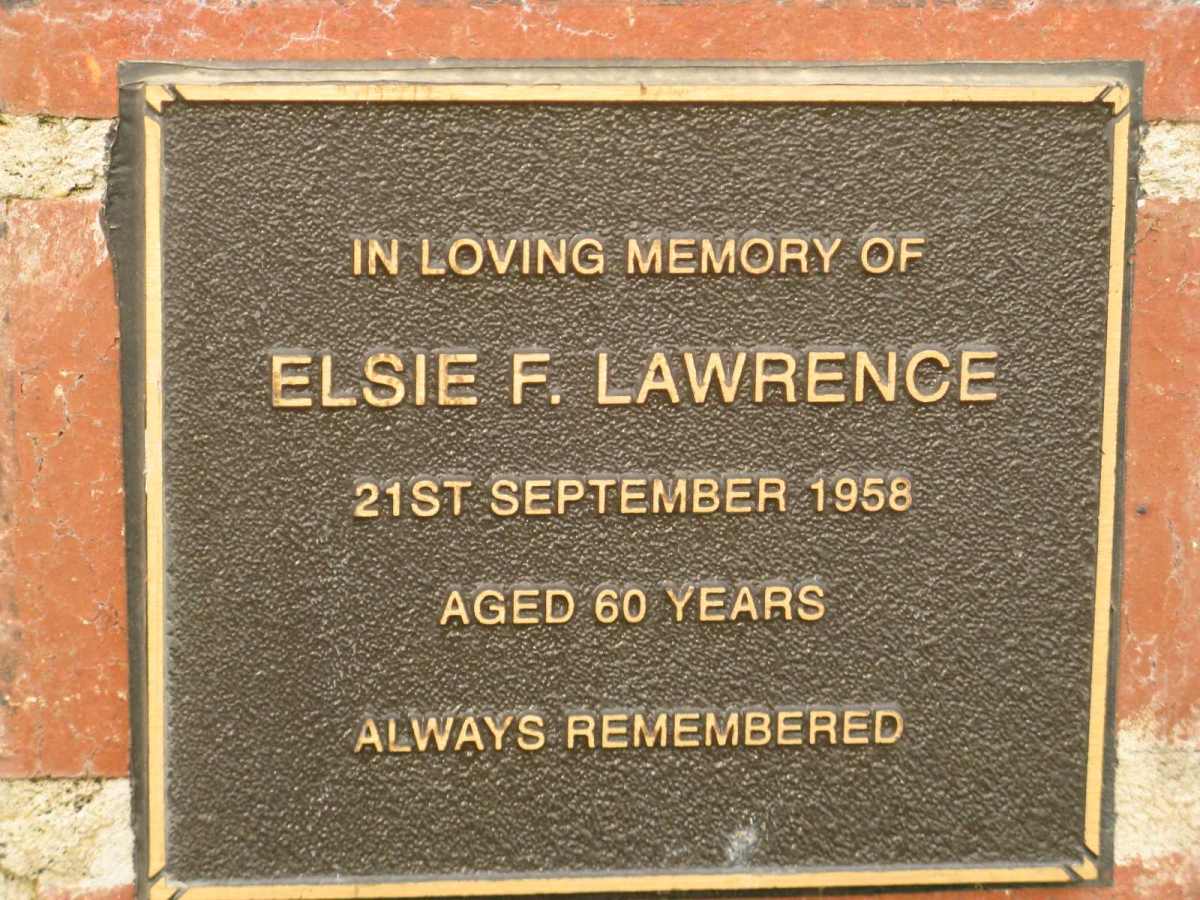 IN LOVING MEMORY OF
ELSIE F. LAWRENCE
21ST SEPTEMBER 1958
AGED 60 YEARS
ALWAYS REMEMBERED